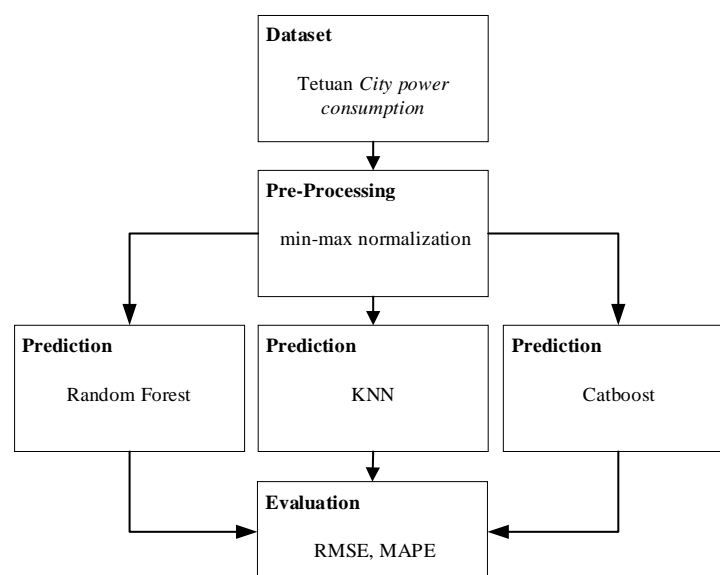 Dataset
Tetuan City power
consumption
Pre-Processing
min-max normalization
Prediction
Random Forest
Prediction
KNN
Prediction
Catboost
Evaluation
RMSE, MAPE